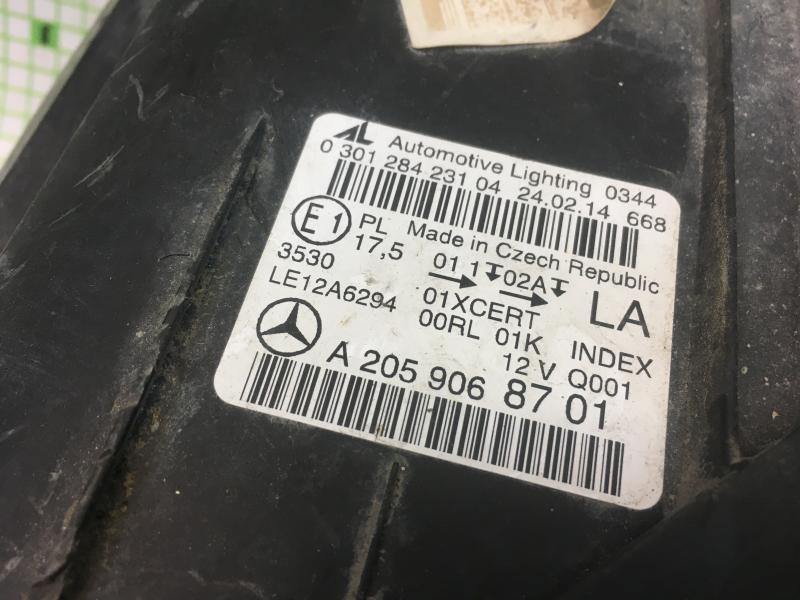 AL Automotive Lighting 0344
0 301 284 231 04 24.02.14 668
E1 PL Made in Czech Republic
17,5 01 1 02A
3530
LE12A6294 01XCERT LA
00RL 01K INDEX
12 V Q001
A 205 906 87 01